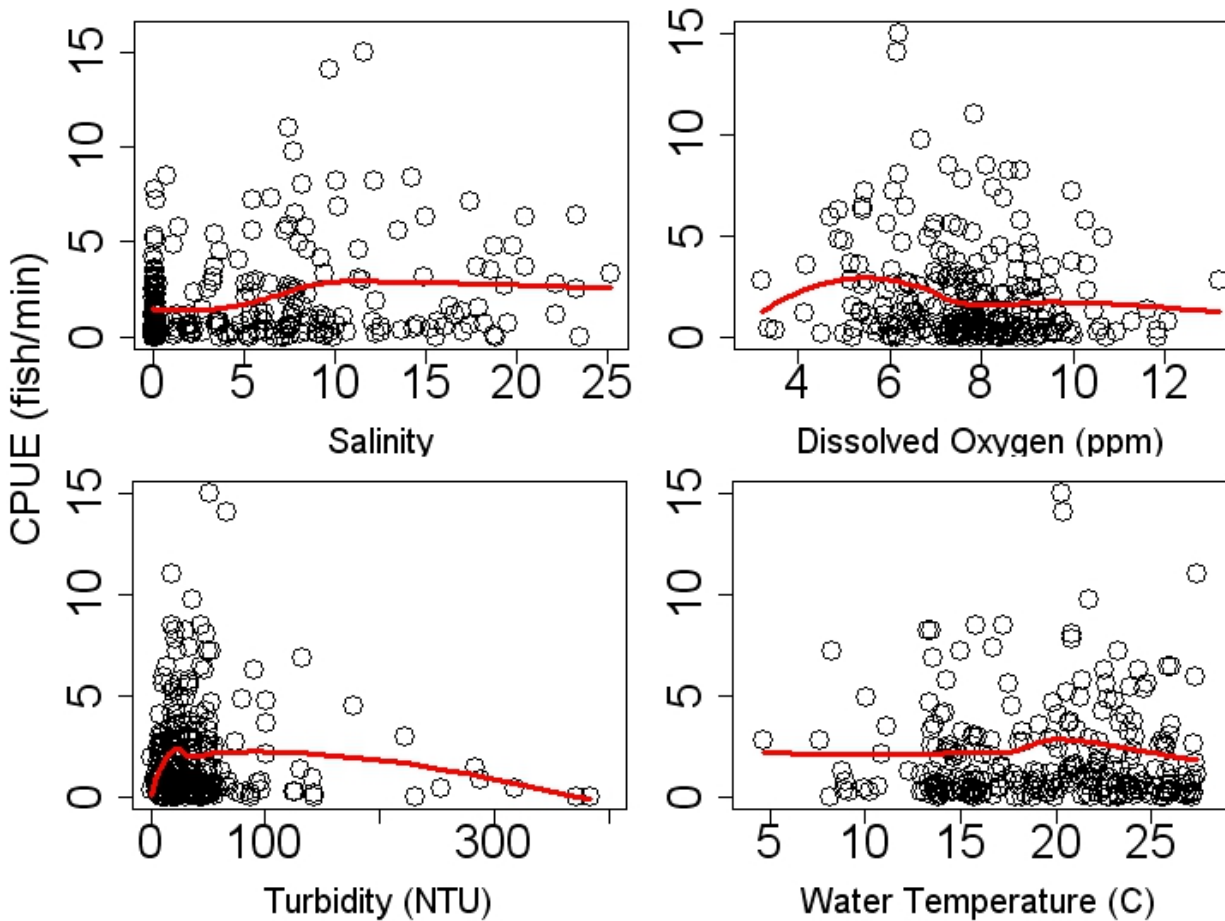 CPUE (fish/min)
15
10
5
0
0 5 10 15 20 25
Salinity
15
10
5
0
4 6 8 10 12
Dissolved Oxygen (ppm)
15
10
5
0
0 100 300
Turbidity (NTU)
15
10
5
0
5 10 15 20 25
Water Temperature (C)